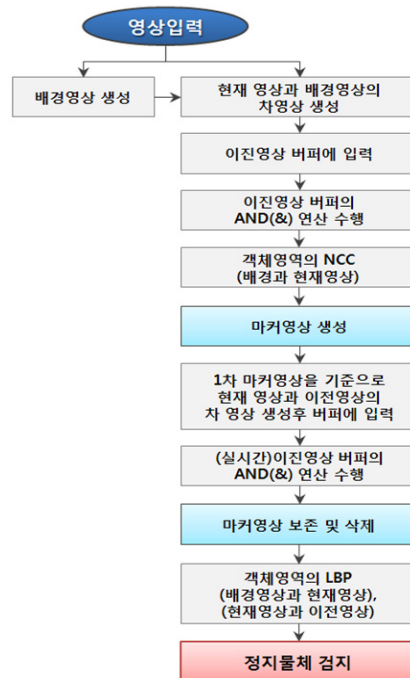 영상입력
배경영상 생성
현재 영상과 배경영상의
차영상 생성
이진영상 버퍼에 입력
이진영상 버퍼의
AND(&) 연산 수행
객체영역의 NCC
(배경과 현재영상)
마커영상 생성
1차 마커영상을 기준으로
현재 영상과 이전영상의
차 영상 생성후 버퍼에 입력
(실시간)이진영상 버퍼의
AND(&) 연산 수행
마커영상 보존 및 삭제
객체영역의 LBP
(배경영상과 현재영상),
(현재영상과 이전영상)
정지물체 검지